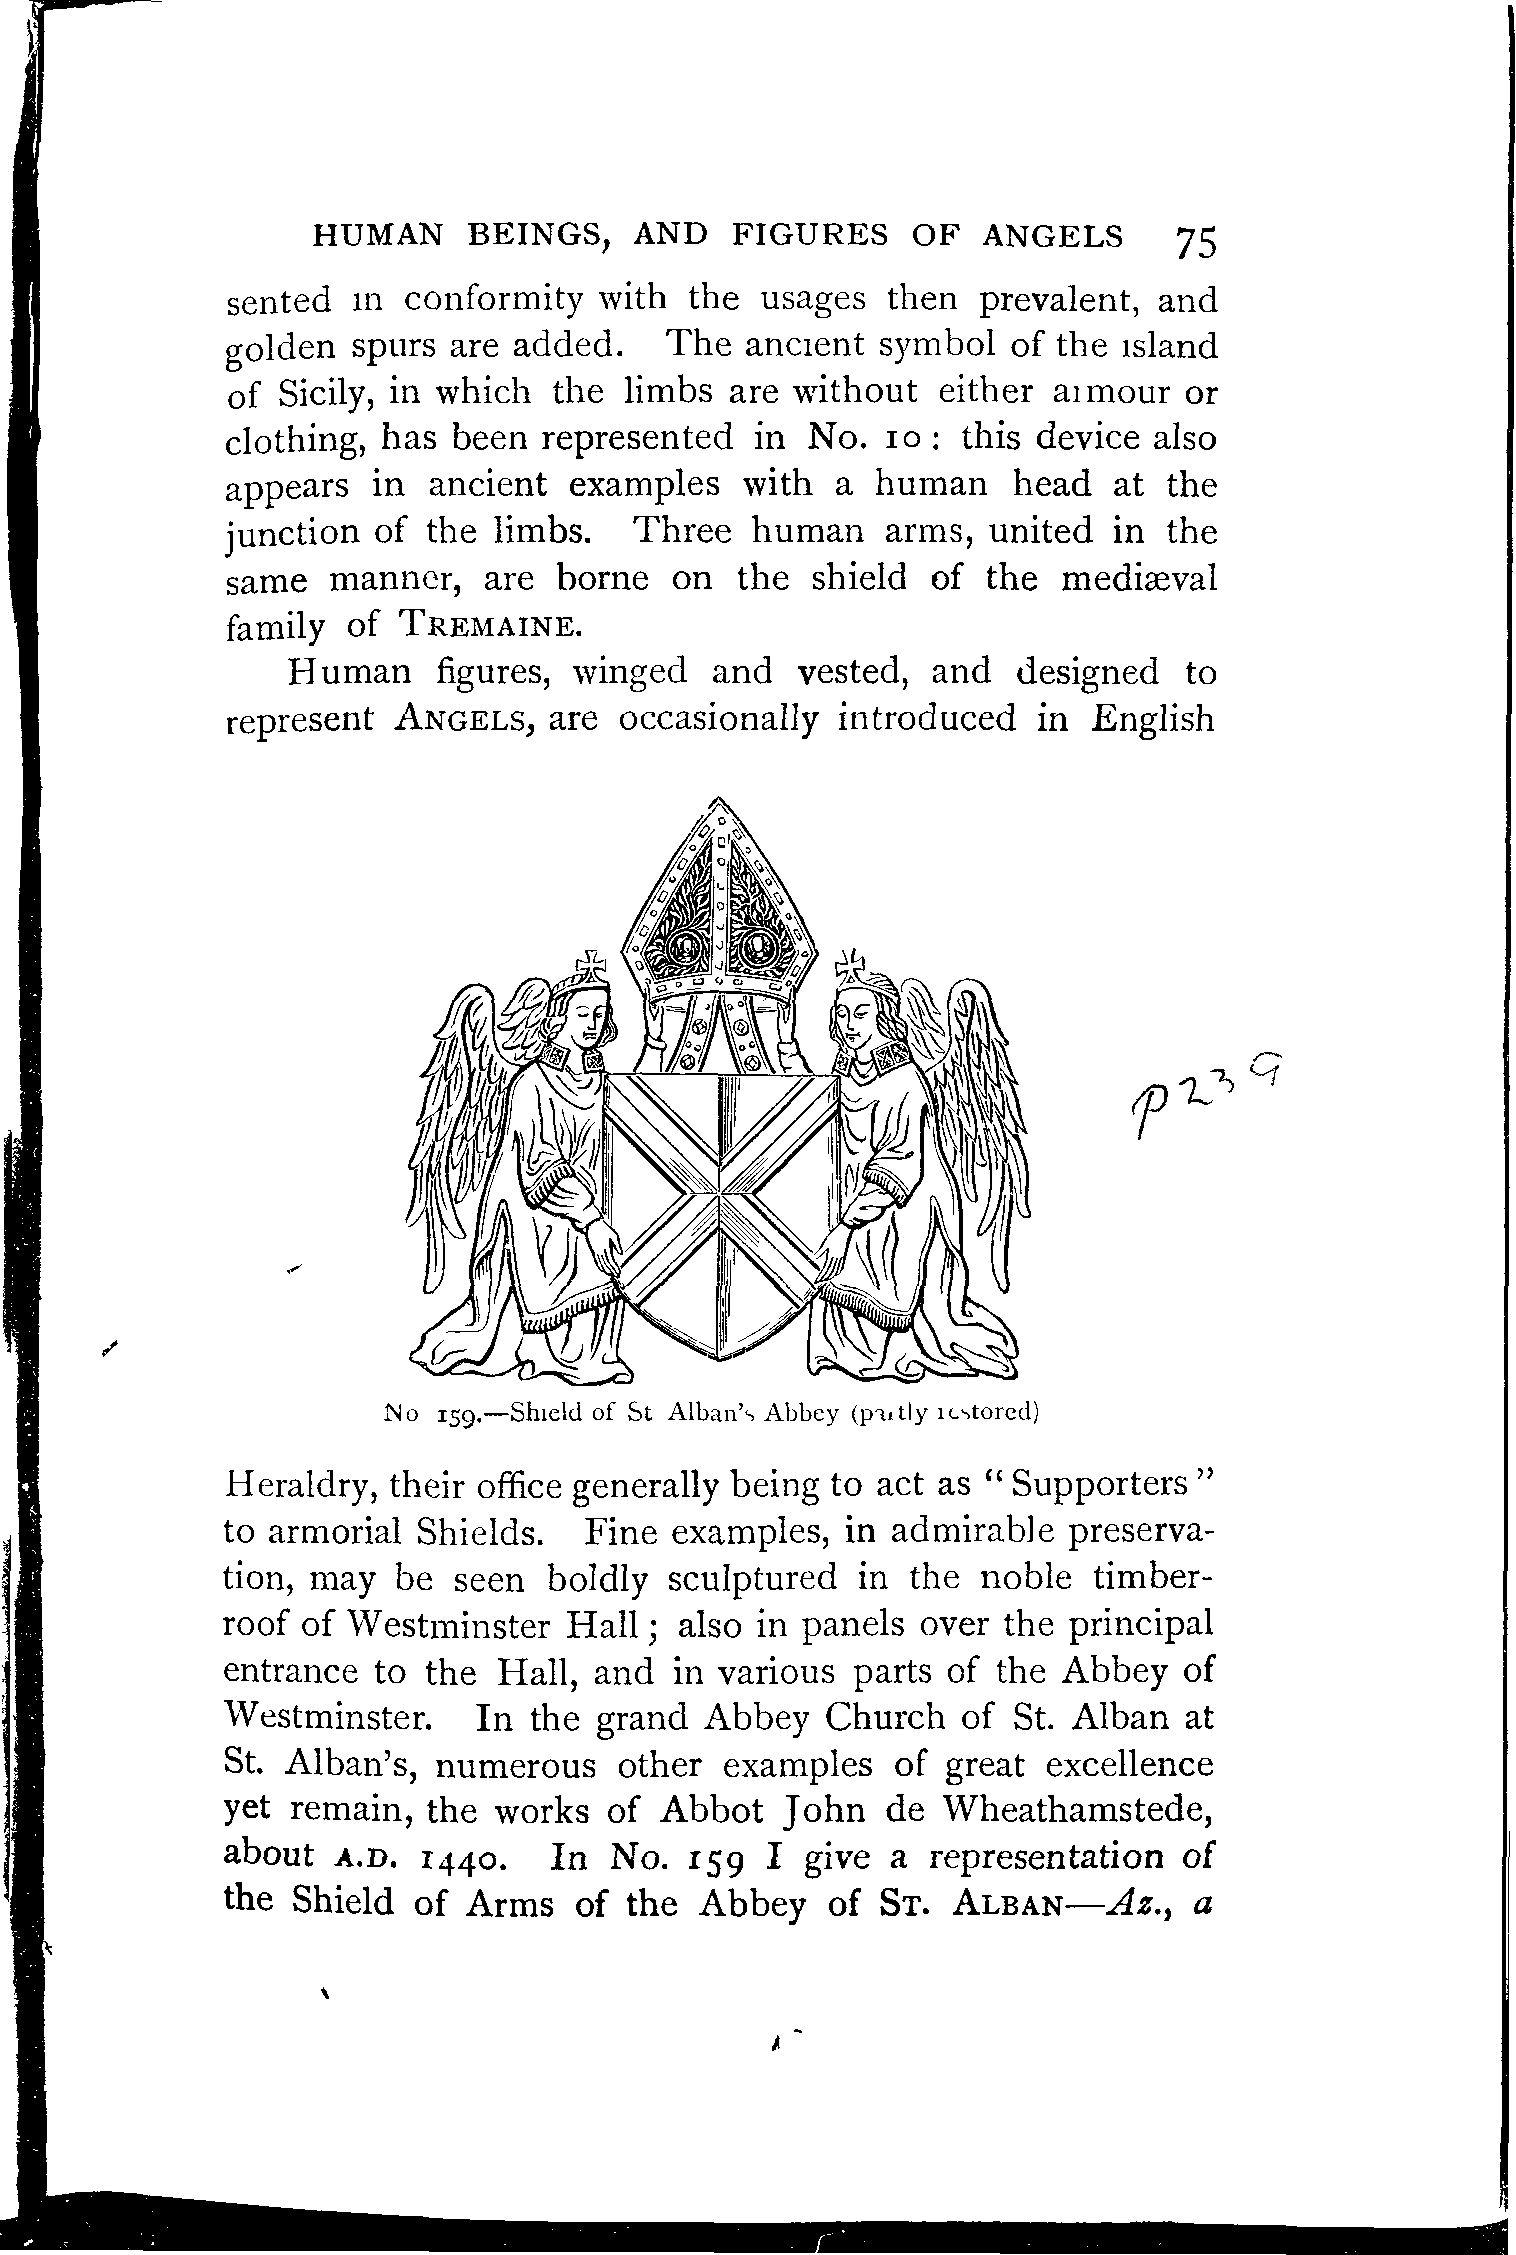 HUMAN BEINGS, AND FIGURES OF ANGELS 75
sented in conformity with the usages then prevalent, and
golden spurs are added. The ancient symbol of the island
of Sicily, in which the limbs are without either armour or
clothing, has been represented in No. 10: this device also
appears in ancient examples with a human head at the
junction of the limbs. Three human arms, united in the
same manner, are borne on the shield of the mediæval
family of TREMAINE.
Human figures, winged and vested, and designed to
represent ANGELS, are occasionally introduced in English
p239
No 159.—Shield of St Alban's Abbey (partly restored)
Heraldry, their office generally being to act as "Supporters"
to armorial Shields. Fine examples, in admirable preserva-
tion, may be seen boldly sculptured in the noble timber-
roof of Westminster Hall; also in panels over the principal
entrance to the Hall, and in various parts of the Abbey of
Westminster. In the grand Abbey Church of St. Alban at
St. Alban's, numerous other examples of great excellence
yet remain, the works of Abbot John de Wheathamstede,
about A.D. 1440. In No. 159 I give a representation of
the Shield of Arms of the Abbey of ST. ALBAN—Az., a